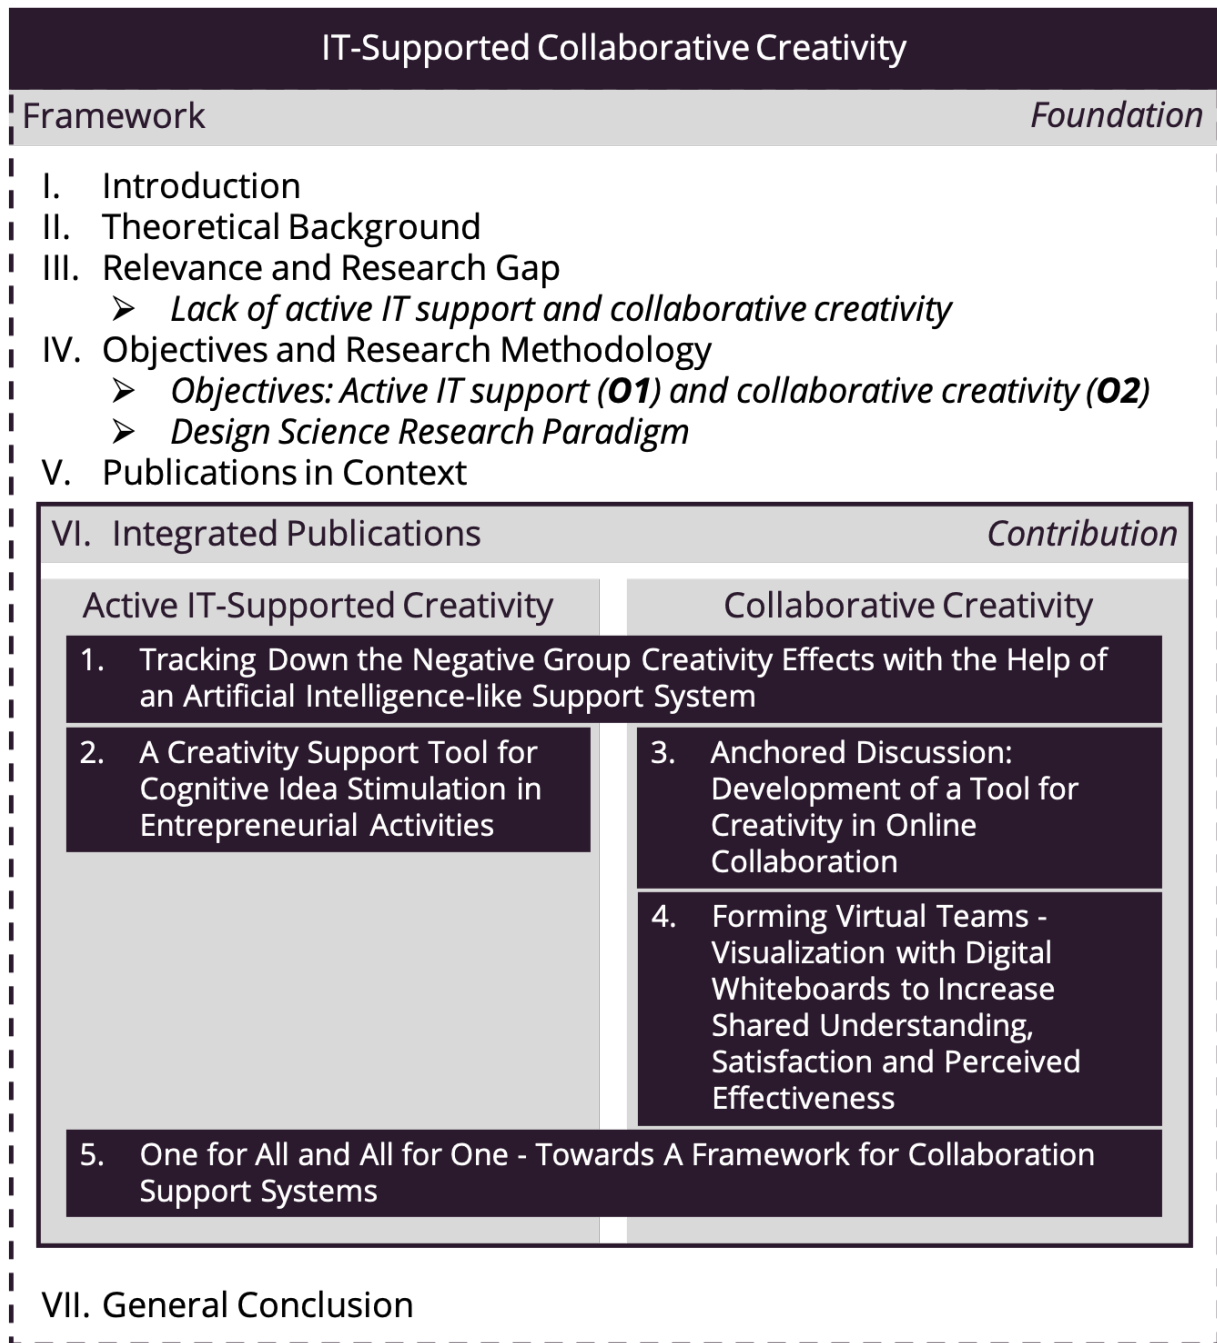 IT-Supported Collaborative Creativity
Framework
Foundation
I. Introduction
II. Theoretical Background
III. Relevance and Research Gap
➢ Lack of active IT support and collaborative creativity
IV. Objectives and Research Methodology
➢ Objectives: Active IT support (O1) and collaborative creativity (O2)
➢ Design Science Research Paradigm
V. Publications in Context
VI. Integrated Publications
Contribution
Active IT-Supported Creativity
Collaborative Creativity
1. Tracking Down the Negative Group Creativity Effects with the Help of
an Artificial Intelligence-like Support System
2. A Creativity Support Tool for
Cognitive Idea Stimulation in
Entrepreneurial Activities
3. Anchored Discussion:
Development of a Tool for
Creativity in Online
Collaboration
4. Forming Virtual Teams -
Visualization with Digital
Whiteboards to Increase
Shared Understanding,
Satisfaction and Perceived
Effectiveness
5. One for All and All for One - Towards A Framework for Collaboration
Support Systems
VII. General Conclusion